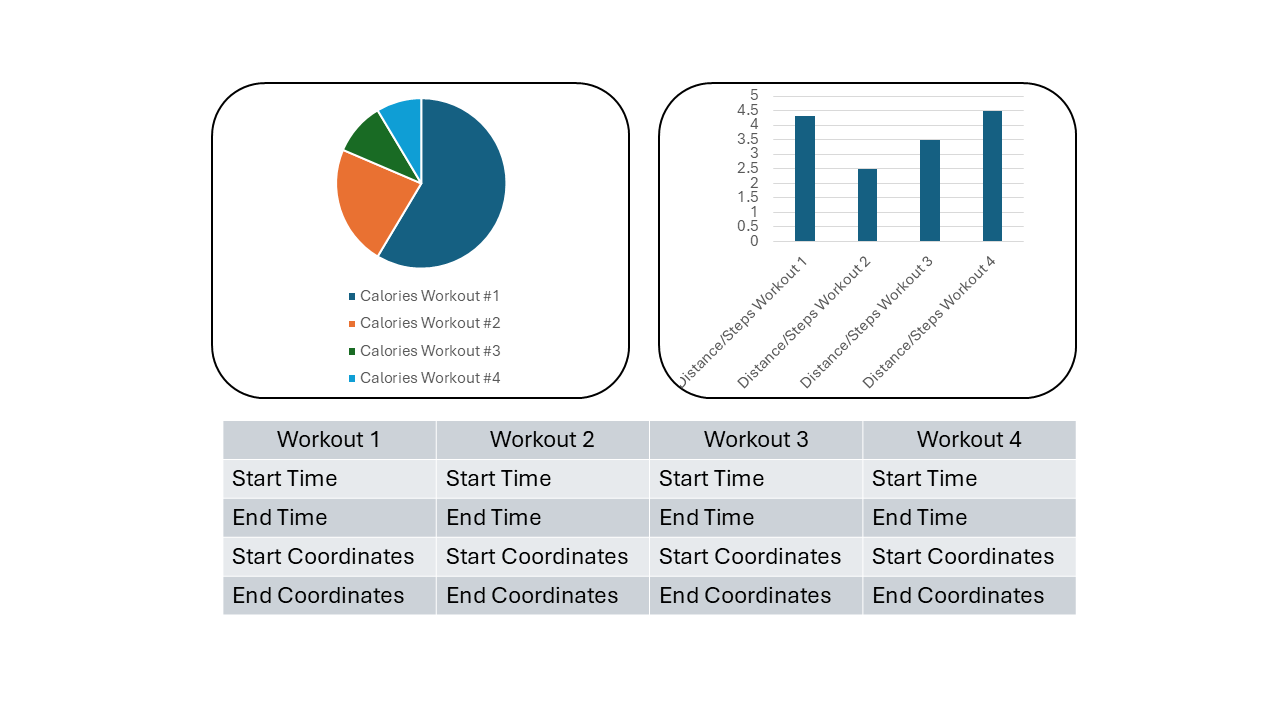 Calories Workout #1
Calories Workout #2
Calories Workout #3
Calories Workout #4
5
4.5
4
3.5
3
2.5
2
1.5
1
0.5
0
Distance/Steps Workout 1
Distance/Steps Workout 2
Distance/Steps Workout 3
Distance/Steps Workout 4
Workout 1 Workout 2 Workout 3 Workout 4
Start Time Start Time Start Time Start Time
End Time End Time End Time End Time
Start Coordinates Start Coordinates Start Coordinates Start Coordinates
End Coordinates End Coordinates End Coordinates End Coordinates